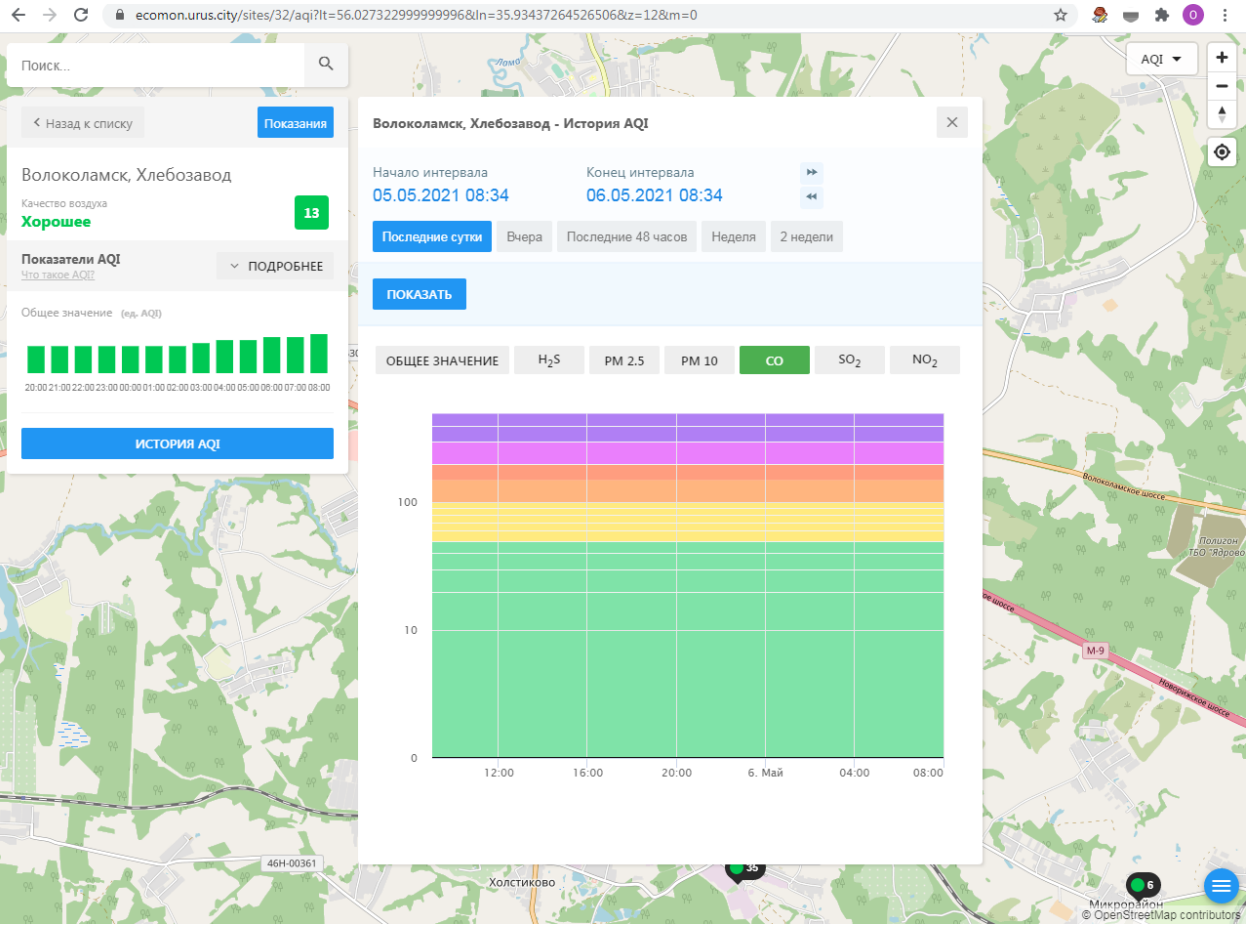 ecomon.urus.city/sites/32/aqi?lt=56.027322999999996&ln=35.93437264526506&z=12&m=0
О
Поиск...
Лама
AQI
Назад к списку
Показания
Волоколамск, Хлебозавод
Качество воздуха
Хорошее
13
Показатели AQI
Что такое AQI?
ПОДРОБНЕЕ
Общее значение (ед. AQI)
20:00 21:00 22:00 23:00 00:00 01:00 02:00 03:00 04:00 05:00 06:00 07:00 08:00
ИСТОРИЯ AQI
Волоколамск, Хлебозавод - История AQI
Начало интервала
05.05.2021 08:34
Конец интервала
06.05.2021 08:34
Последние сутки
Вчера
Последние 48 часов
Неделя
2 недели
ПОКАЗАТЬ
ОБЩЕЕ ЗНАЧЕНИЕ
H2S
PM 2.5
PM 10
CO
SO2
NO2
100
10
0
12:00 16:00 20:00 6. Май 04:00 08:00
Волоколамское шоссе
Полигон
ТБО "Ядрово
М-9
Новорижское шоссе
46Н-00361
Холстиково
35
6
Микрорайон
© OpenStreetMap contributors